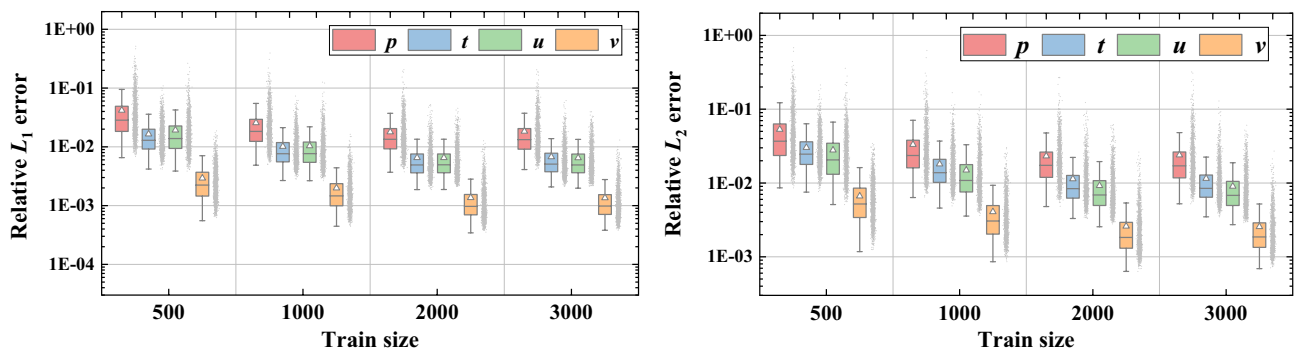 Relative L₁ error
1E+00
1E-01
1E-02
1E-03
1E-04
p t u v
500 1000 2000 3000
Train size
Relative L₂ error
1E+00
1E-01
1E-02
1E-03
p t u v
500 1000 2000 3000
Train size